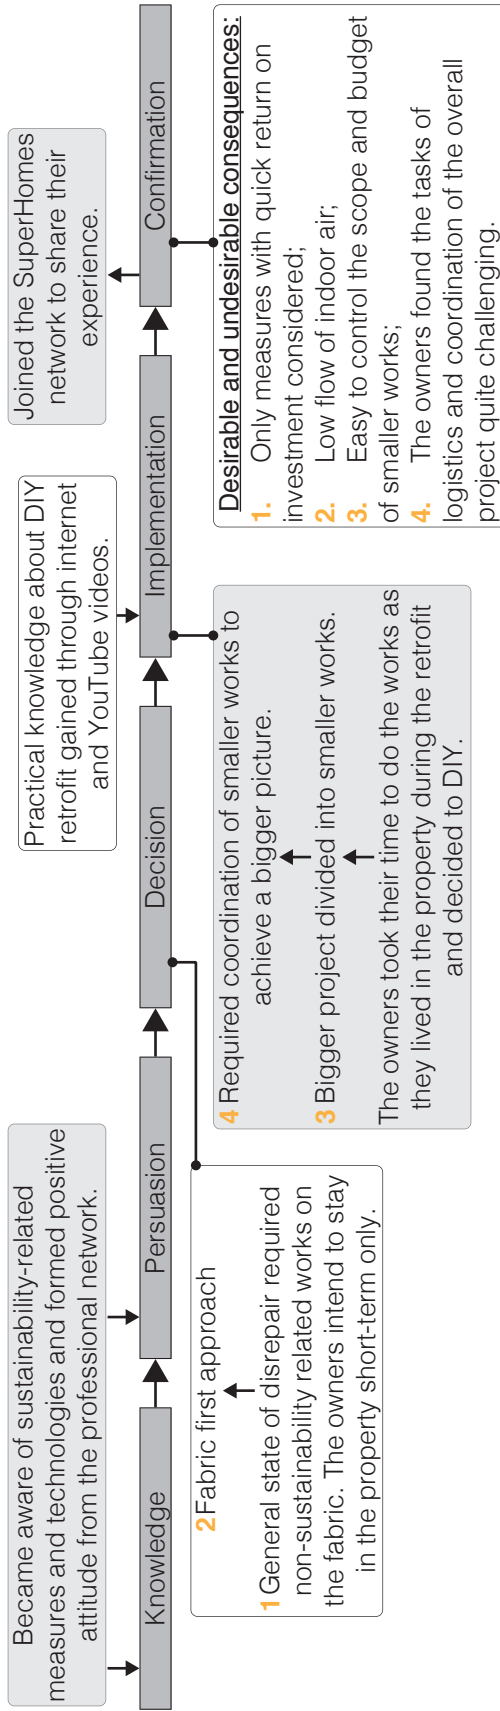 Became aware of sustainability-related
measures and technologies and formed positive
attitude from the professional network.
Practical knowledge about DIY
retrofit gained through internet
and YouTube videos.
Joined the SuperHomes
network to share their
experience.
Knowledge
Persuasion
Decision
Implementation
Confirmation
2 Fabric first approach
1 General state of disrepair required
non-sustainability related works on
the fabric. The owners intend to stay
in the property short-term only.
4 Required coordination of smaller works to
achieve a bigger picture.
3 Bigger project divided into smaller works.
The owners took their time to do the works as
they lived in the property during the retrofit
and decided to DIY.
Desirable and undesirable consequences:
1. Only measures with quick return on
investment considered;
2. Low flow of indoor air;
3. Easy to control the scope and budget
of smaller works;
4. The owners found the tasks of
logistics and coordination of the overall
project quite challenging.